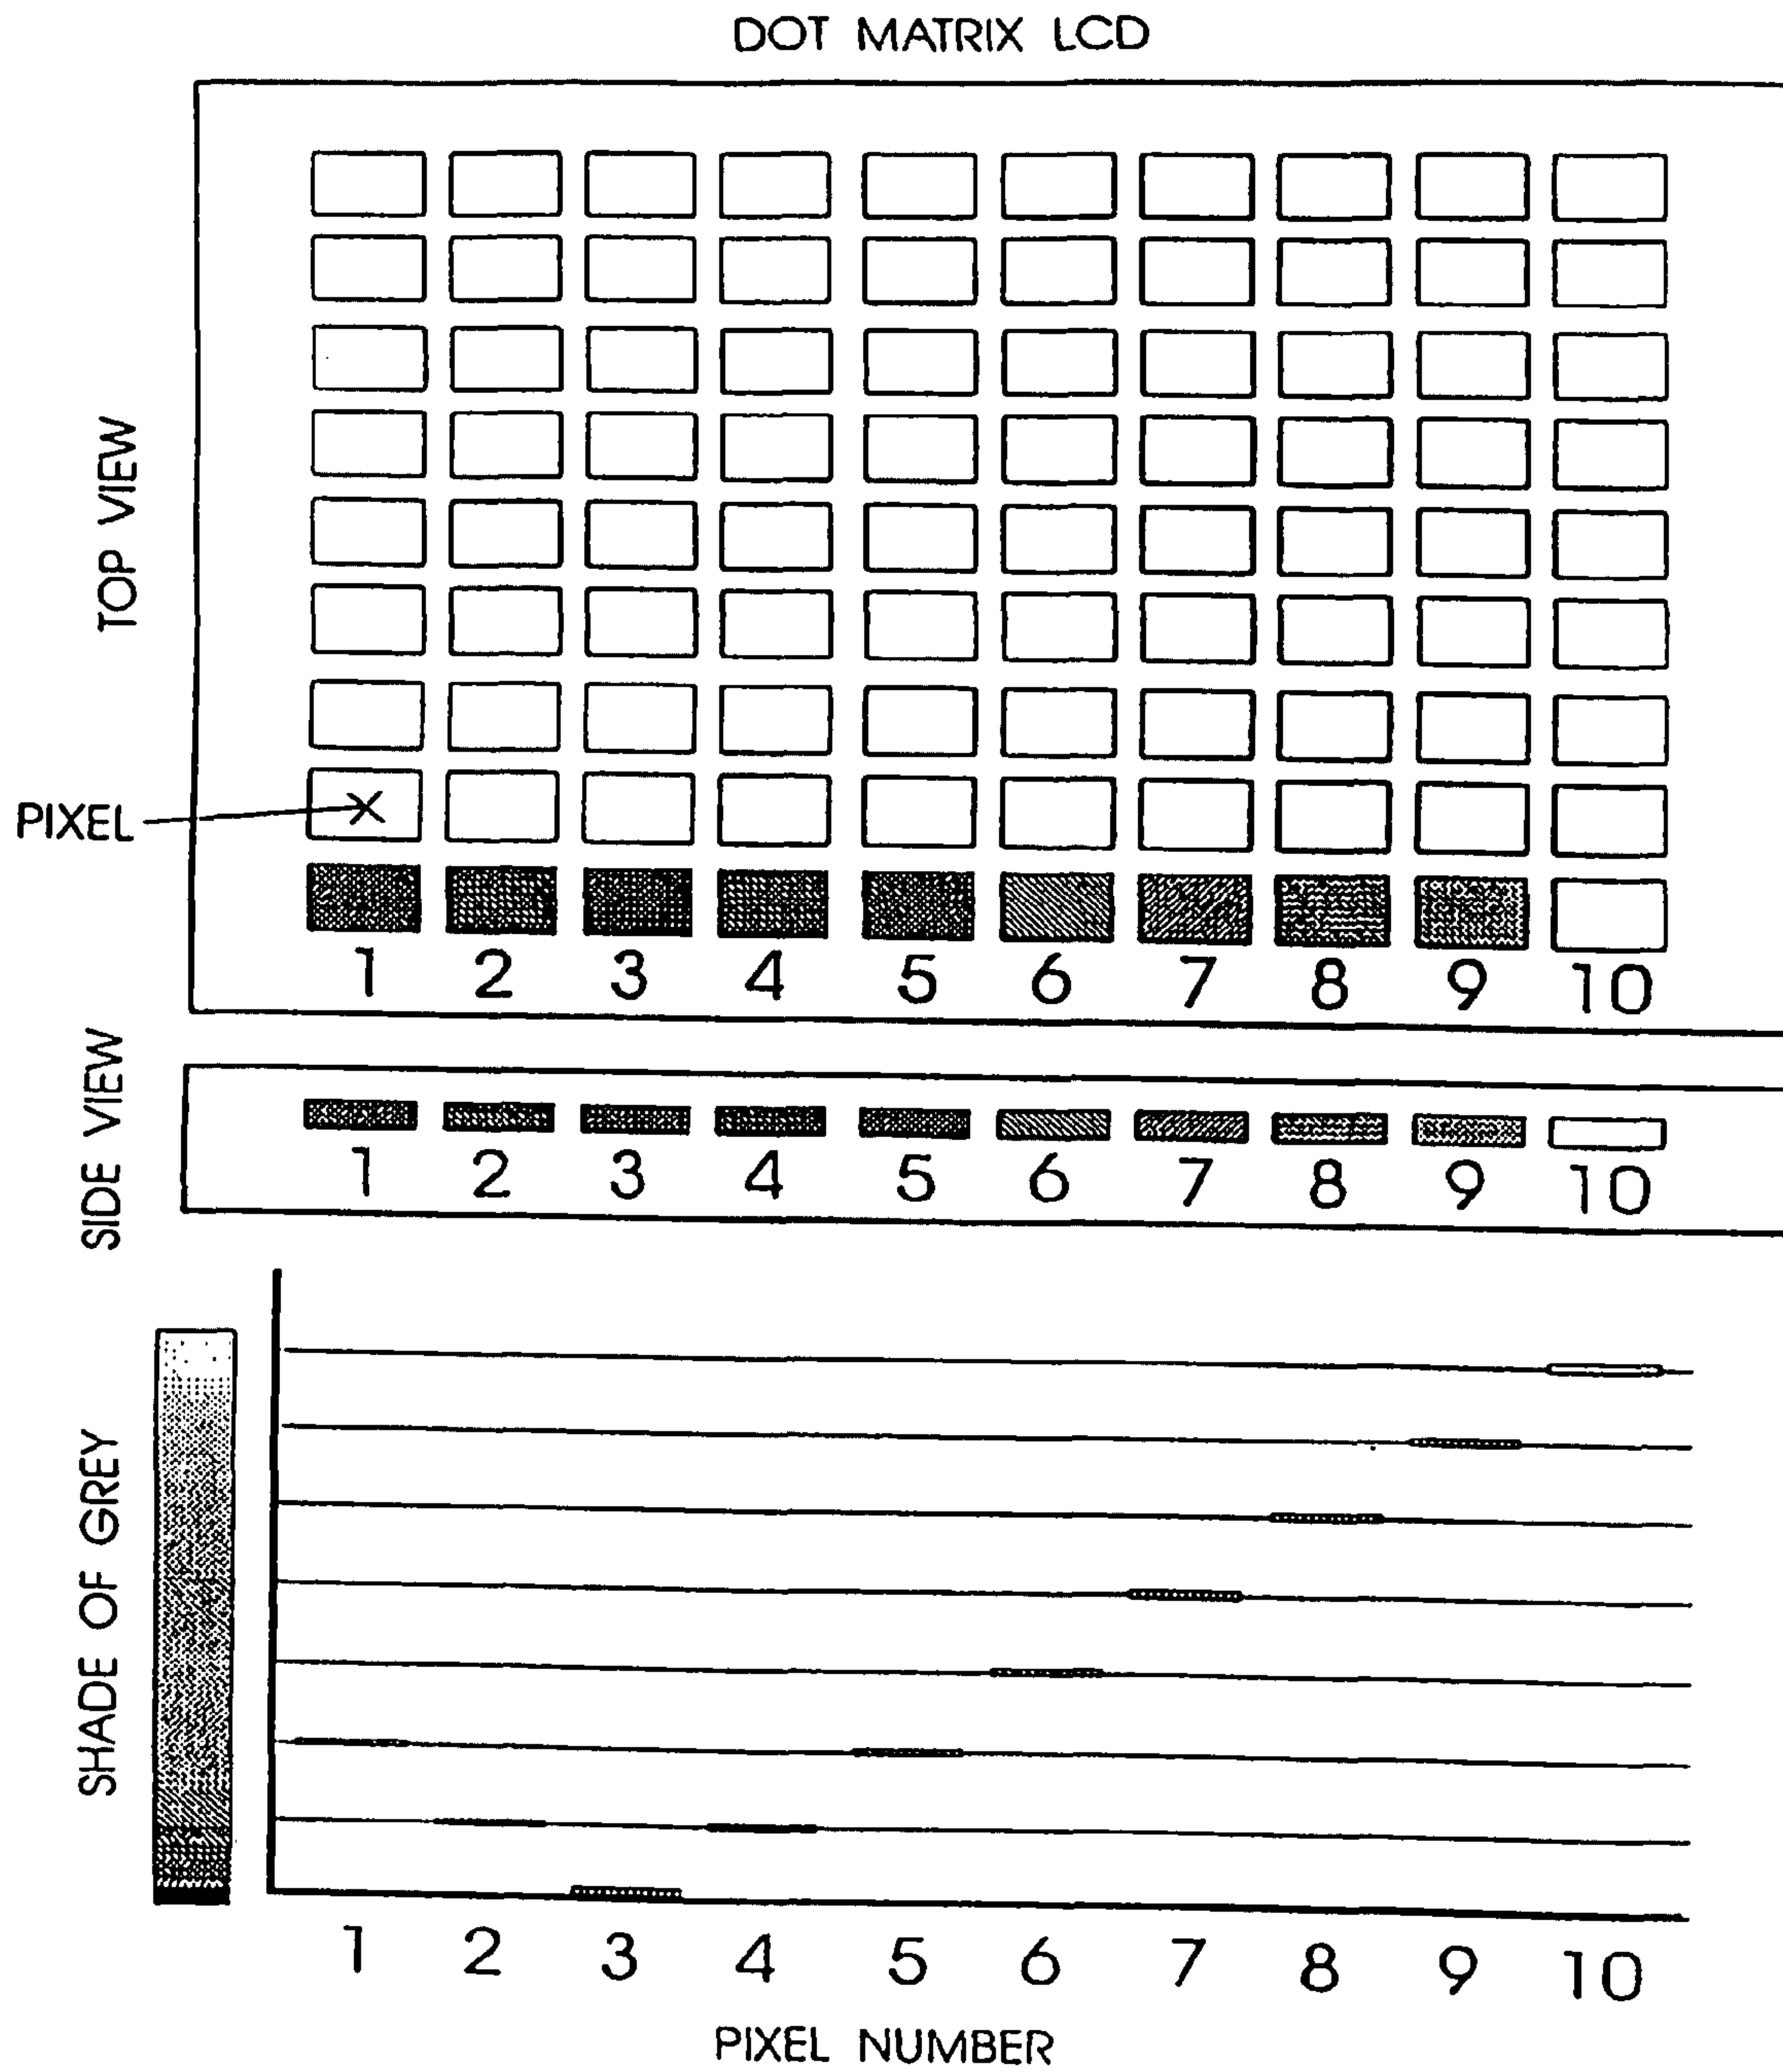 DOT MATRIX LCD
TOP VIEW
PIXEL
1 2 3 4 5 6 7 8 9 10
SIDE VIEW
1 2 3 4 5 6 7 8 9 10
SHADE OF GREY
1 2 3 4 5 6 7 8 9 10
PIXEL NUMBER